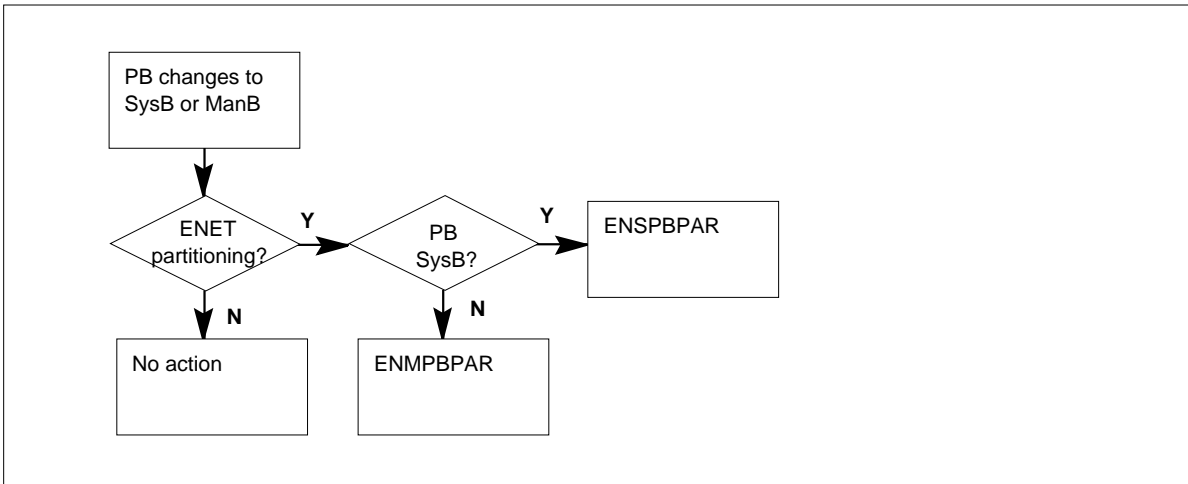 PB changes to
SysB or ManB
ENET
partitioning?
Y
PB
SysB?
Y
ENSPBPAR
N
N
No action
ENMPBPAR